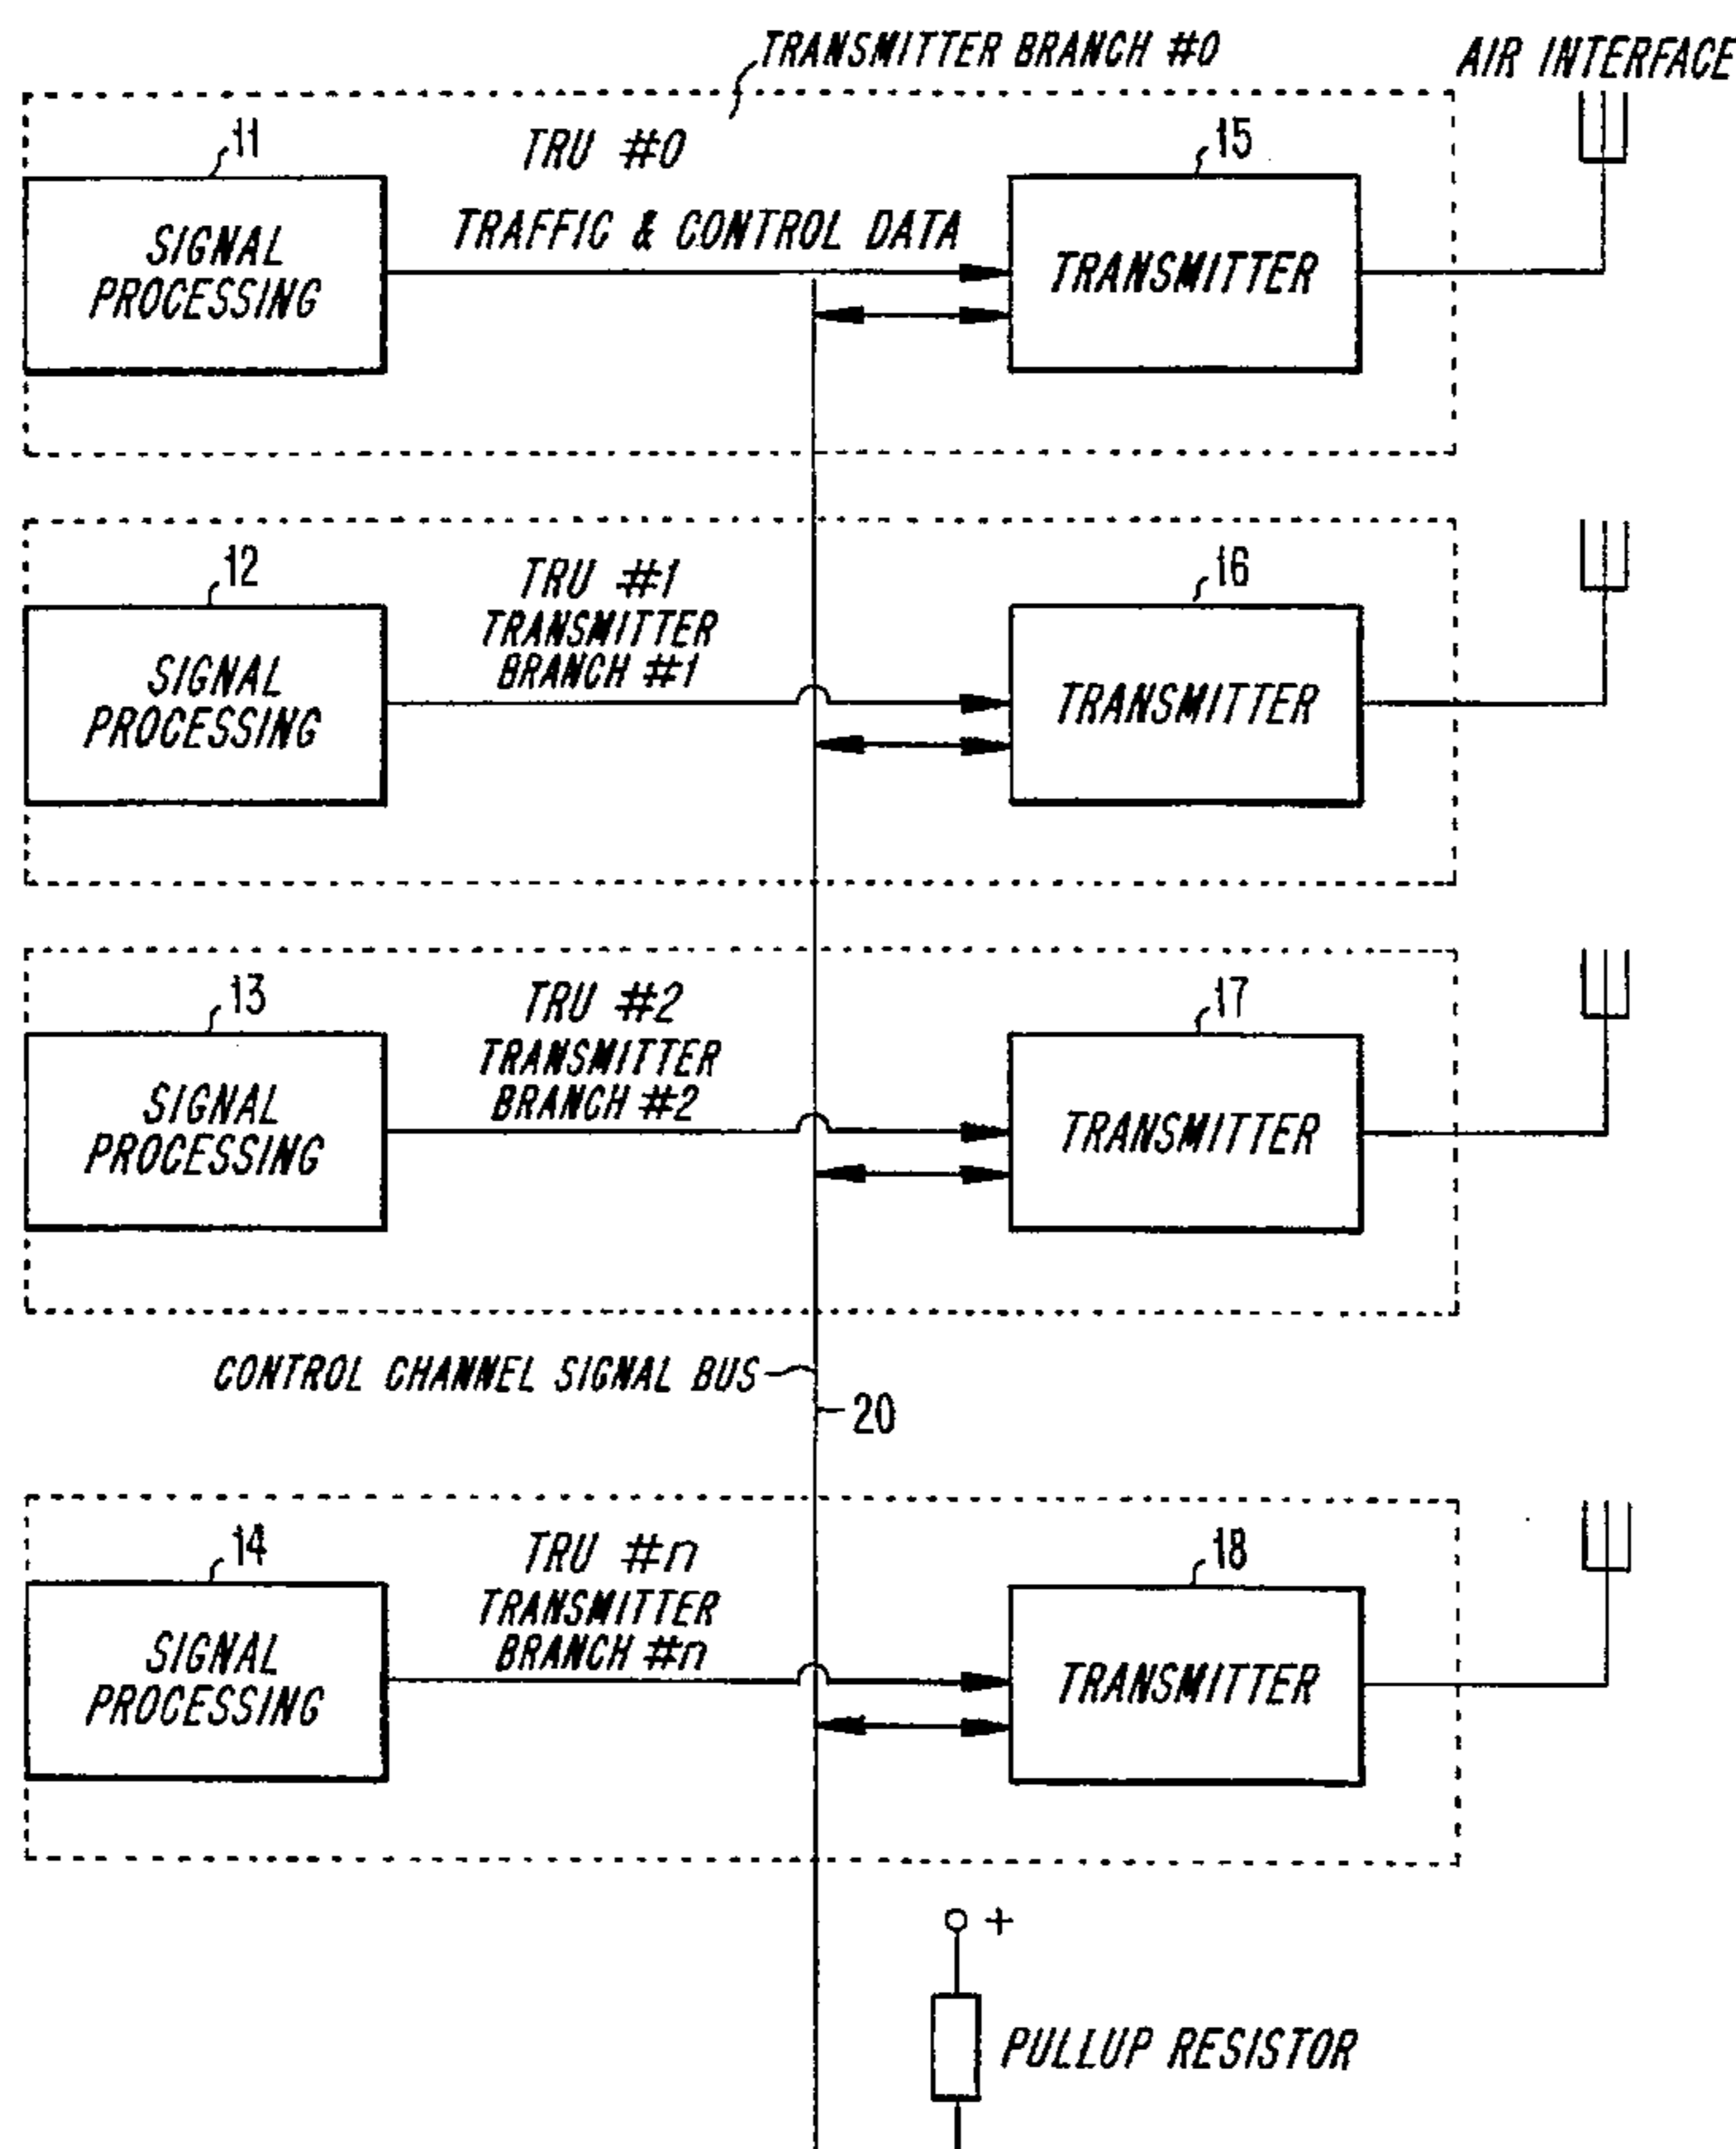 TRANSMITTER BRANCH #0
AIR INTERFACE
11
TRU #0
15
TRAFFIC & CONTROL DATA
SIGNAL
PROCESSING
TRANSMITTER
12
TRU #1
TRANSMITTER
BRANCH #1
16
SIGNAL
PROCESSING
TRANSMITTER
13
TRU #2
TRANSMITTER
BRANCH #2
17
SIGNAL
PROCESSING
TRANSMITTER
CONTROL CHANNEL SIGNAL BUS
20
14
TRU #n
TRANSMITTER
BRANCH #n
18
SIGNAL
PROCESSING
TRANSMITTER
+
PULLUP RESISTOR